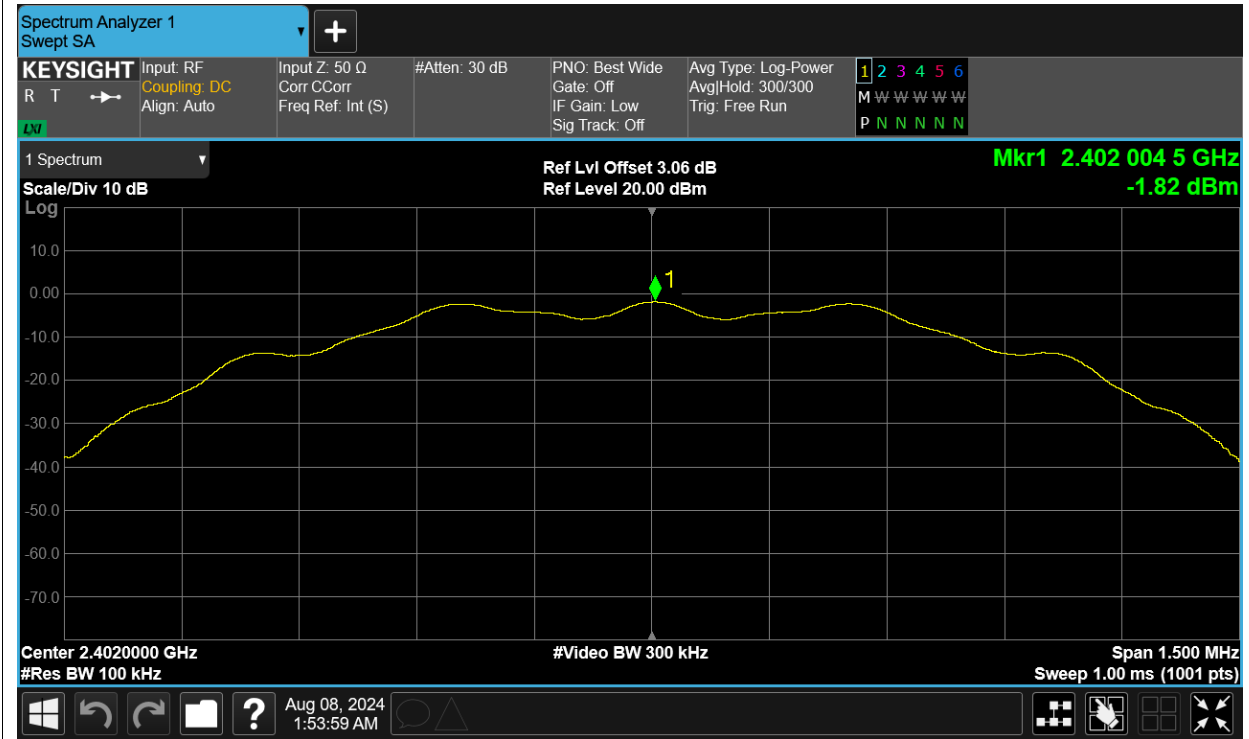 Spectrum Analyzer 1
Swept SA
KEYSIGHT
R T
LXI
Input: RF
Coupling: DC
Align: Auto
Input Z: 50 Ω
Corr CCorr
Freq Ref: Int (S)
#Atten: 30 dB
PNO: Best Wide
Gate: Off
IF Gain: Low
Sig Track: Off
Avg Type: Log-Power
Avg|Hold: 300/300
Trig: Free Run
1 2 3 4 5 6
M W W W W W
P N N N N N
1 Spectrum
Scale/Div 10 dB
Log
Ref Lvl Offset 3.06 dB
Ref Level 20.00 dBm
Mkr1 2.402 004 5 GHz
-1.82 dBm
10.0
0.00
-10.0
-20.0
-30.0
-40.0
-50.0
-60.0
-70.0
1
Center 2.4020000 GHz
#Res BW 100 kHz
#Video BW 300 kHz
Span 1.500 MHz
Sweep 1.00 ms (1001 pts)
?
Aug 08, 2024
1:53:59 AM